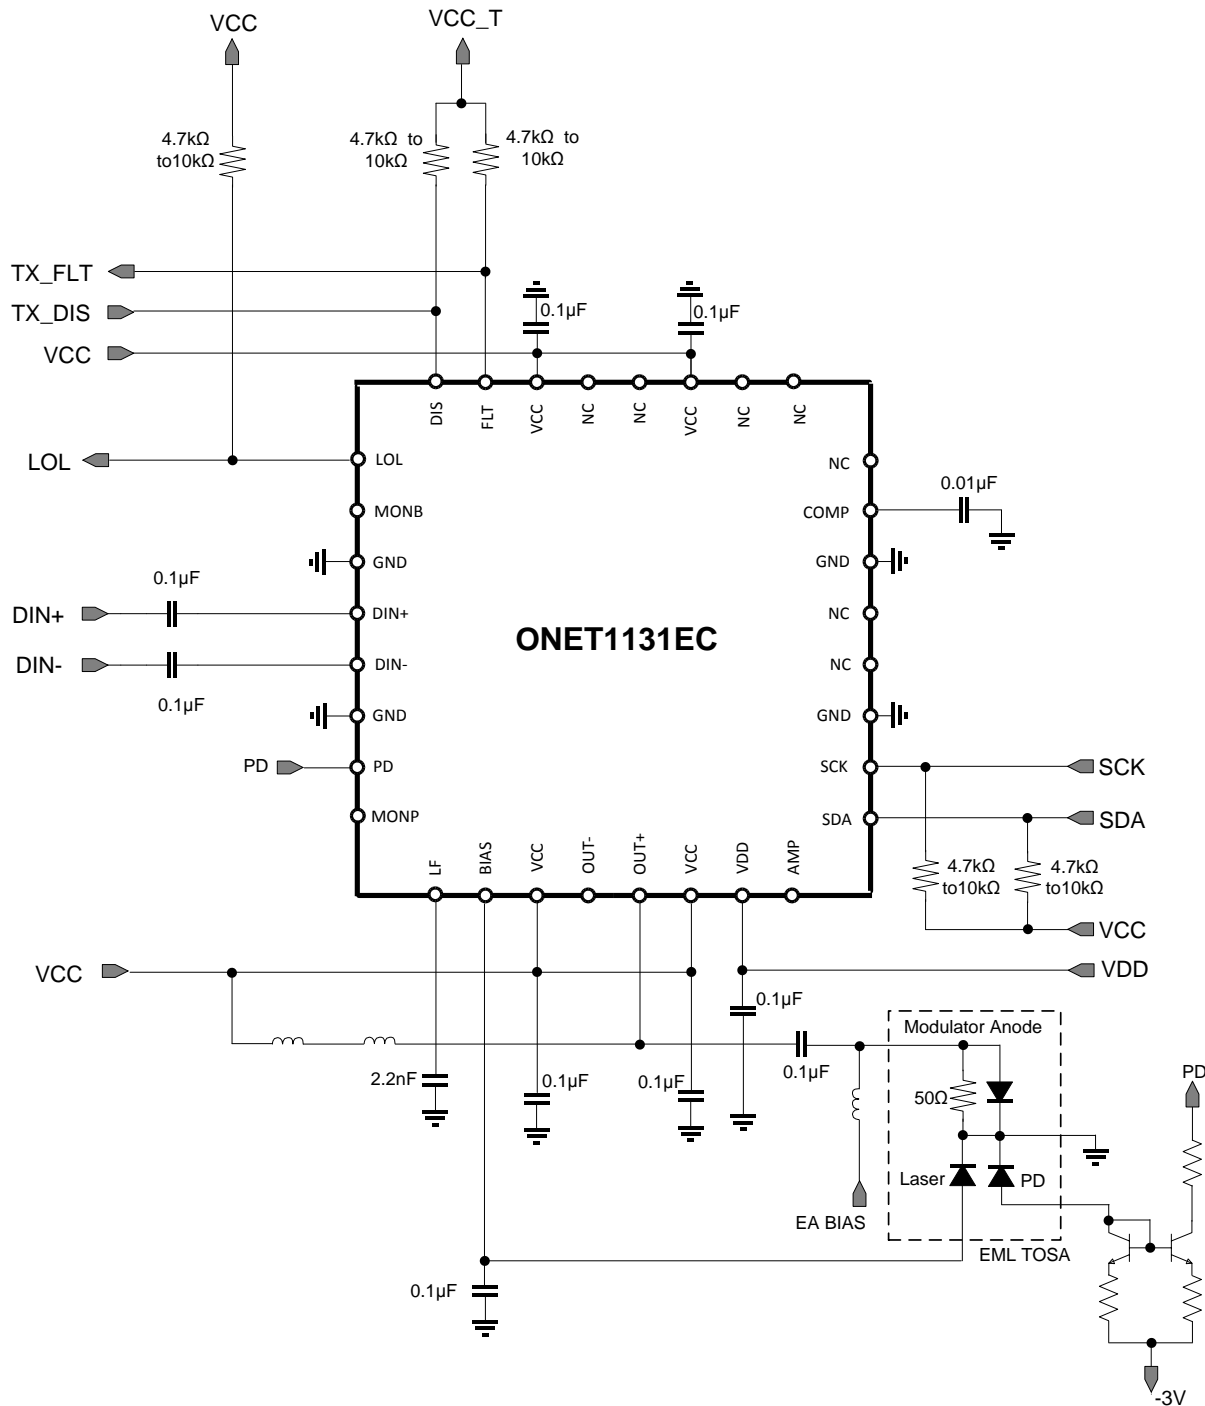 VCC
VCC_T
4.7kΩ
to10kΩ
4.7kΩ to
10kΩ
4.7kΩ to
10kΩ
TX_FLT
TX_DIS
VCC
0.1µF
0.1µF
DIS
FLT
VCC
NC
NC
VCC
NC
NC
LOL
LOL
NC
MONB
COMP
0.01µF
GND
GND
0.1µF
DIN+
DIN+
NC
ONET1131EC
DIN-
DIN-
NC
0.1µF
GND
GND
PD
PD
SCK
SCK
MONP
SDA
SDA
LF
BIAS
VCC
OUT-
OUT+
VCC
VDD
AMP
4.7kΩ
to10kΩ
4.7kΩ
to10kΩ
VCC
VCC
VDD
0.1µF
Modulator Anode
2.2nF
0.1µF
0.1µF
0.1µF
50Ω
PD
Laser
PD
EA BIAS
EML TOSA
0.1µF
-3V